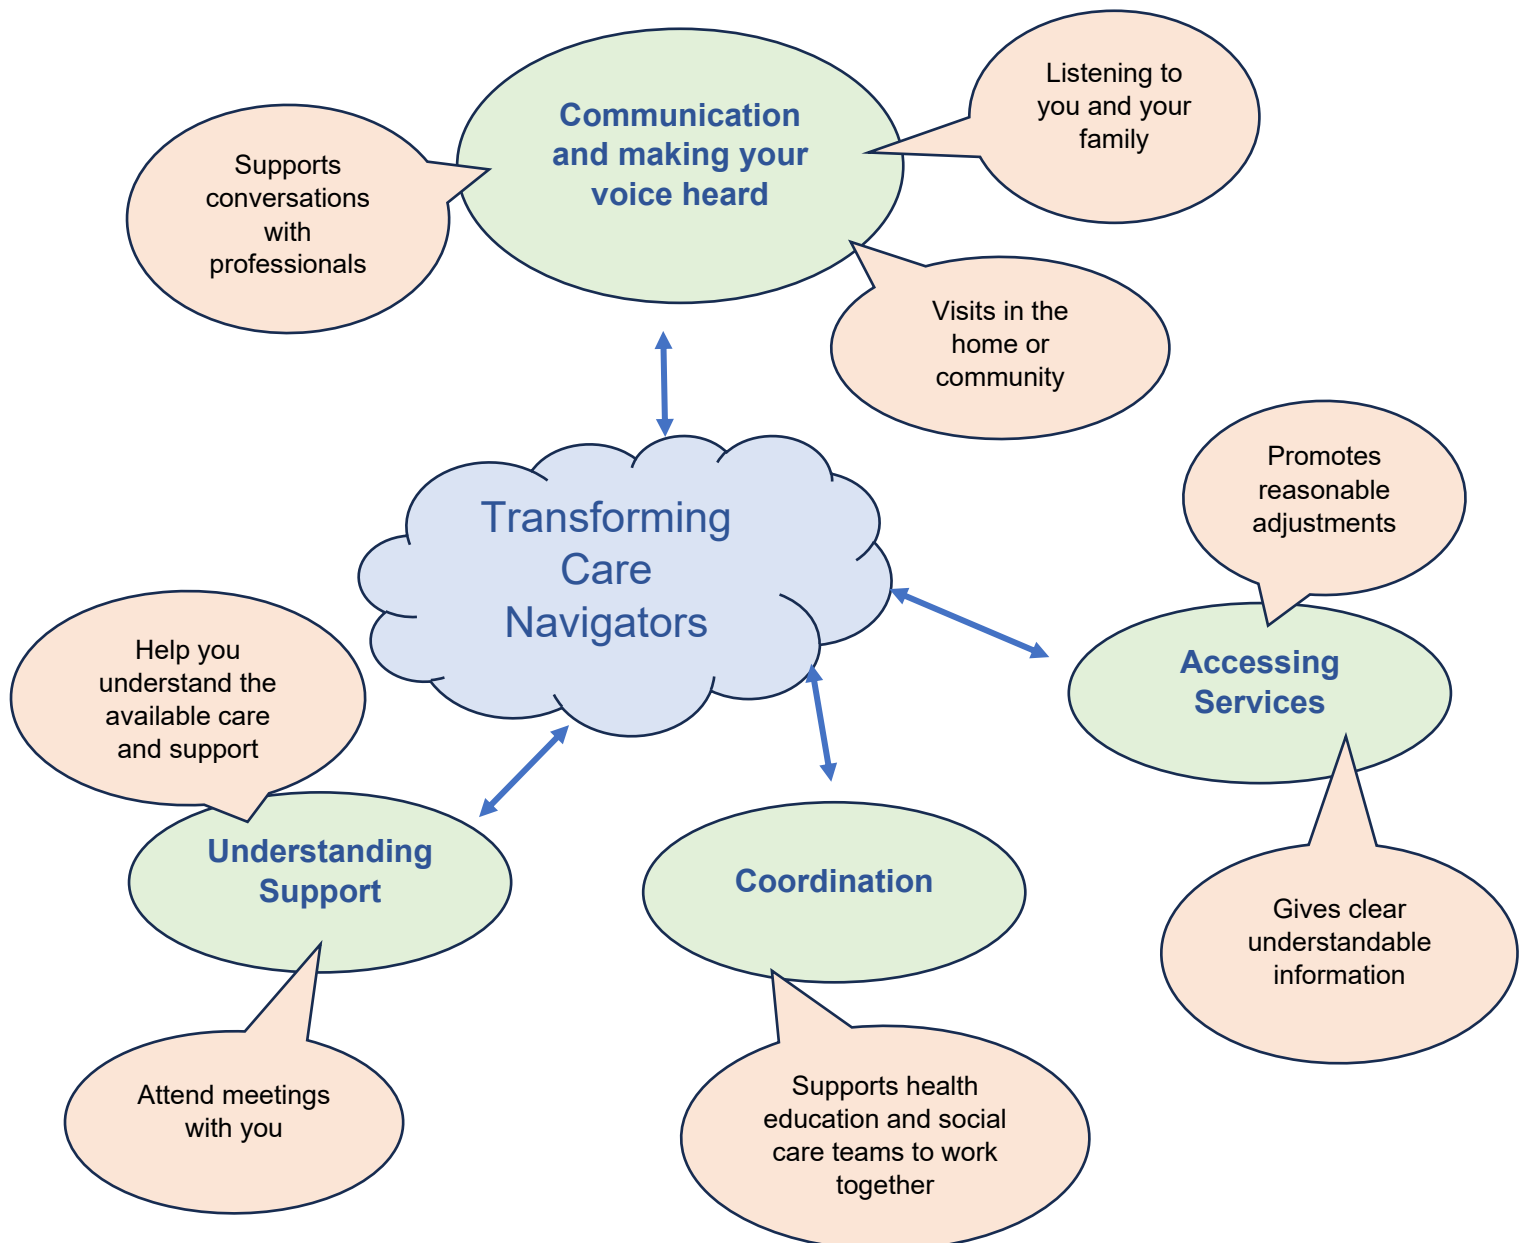 Communication
and making your
voice heard
Listening to
you and your
family
Supports
conversations
with
professionals
Visits in the
home or
community
Transforming
Care
Navigators
Promotes
reasonable
adjustments
Accessing
Services
Help you
understand the
available care
and support
Understanding
Support
Coordination
Gives clear
understandable
information
Attend meetings
with you
Supports health
education and social
care teams to work
together